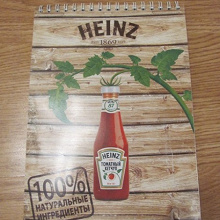 HEINZ
1869
HEINZ
ТОМАТНЫЙ
КЕТЧУП
100%
НАТУРАЛЬНЫЕ
ИНГРЕДИЕНТЫ